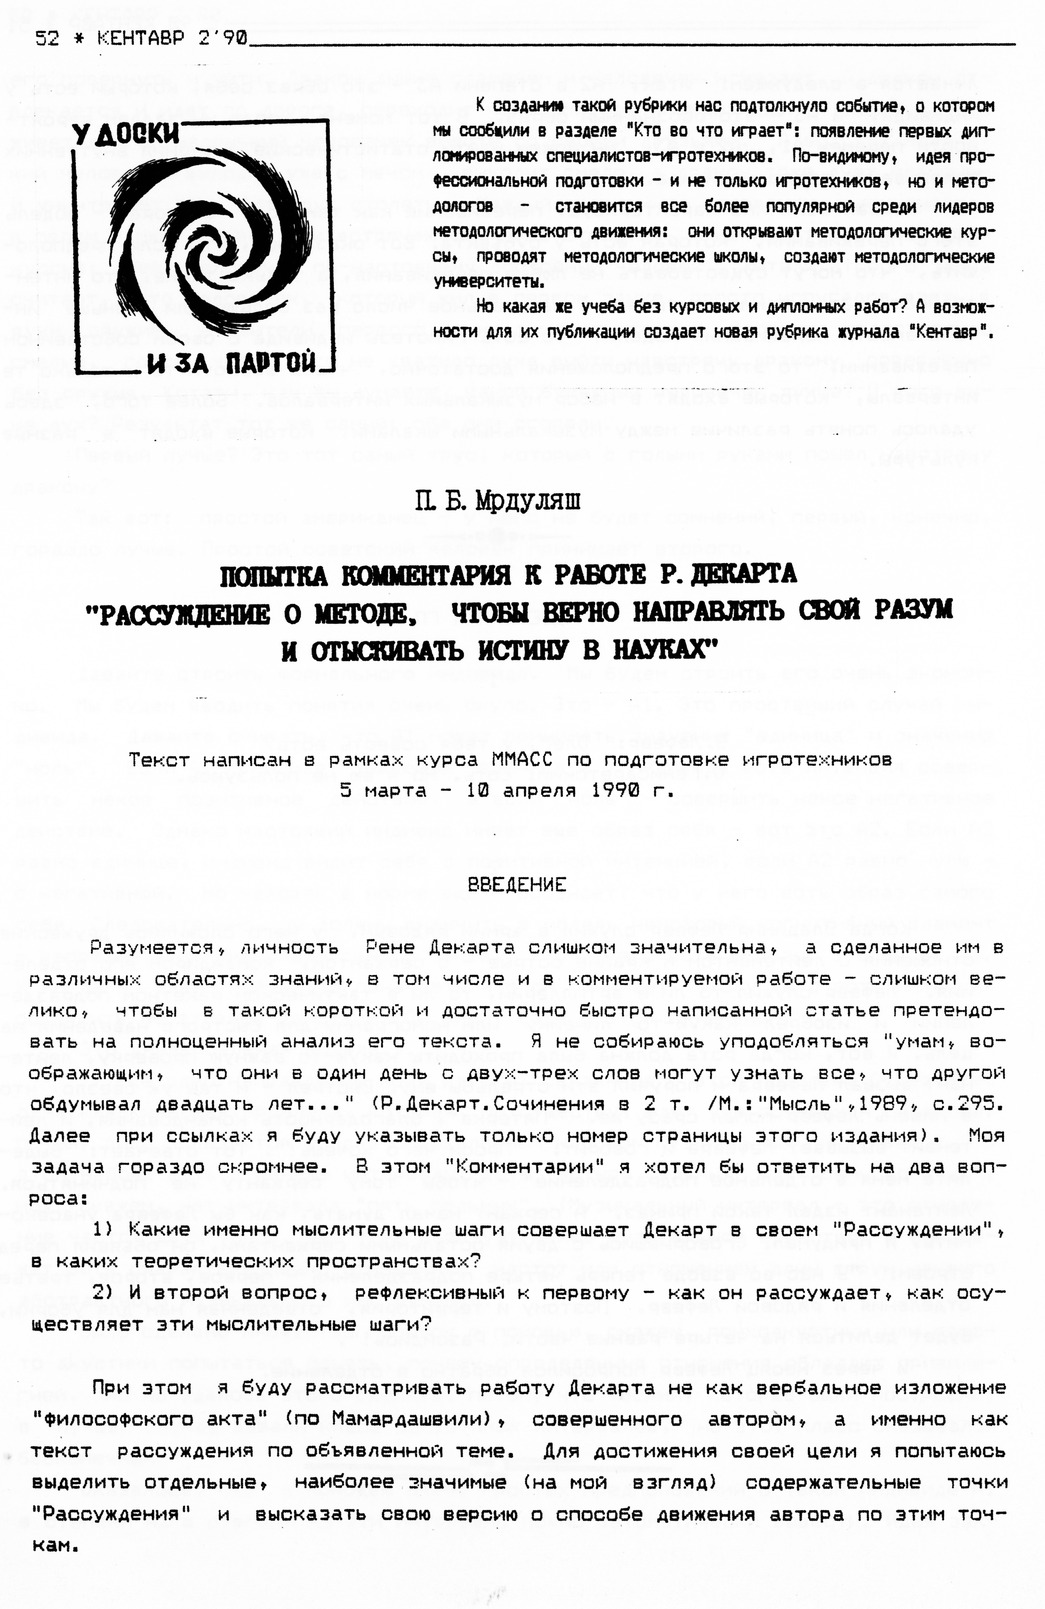 52 * КЕНТАВР 2'90
У ДОСКИ
И ЗА ПАРТОЙ
К создании такой рубрики нас подтолкнуло событие, о котором
мы сообщили в разделе "Кто во что играет": появление первых дип-
ломированных специалистов-игротехников. По-видимому, идея про-
фессиональной подготовки - и не только игротехников, но и мето-
дологов - становится все более популярной среди лидеров
методологического движения: они открывают методологические кур-
сы, проводят методологические школы, создают методологические
университеты.
Но какая же учеба без курсовых и дипломных работ? А возмож-
ности для их публикации создает новая рубрика журнала "Кентавр".
П. Б. Мрдуляш
ПОПЫТКА КОММЕНТАРИЯ К РАБОТЕ Р. ДЕКАРТА
"РАССУЖДЕНИЕ О МЕТОДЕ, ЧТОБЫ ВЕРНО НАПРАВЛЯТЬ СВОЙ РАЗУМ
И ОТЫСКИВАТЬ ИСТИНУ В НАУКАХ"
Текст написан в рамках курса ММАСС по подготовке игротехников
5 марта - 10 апреля 1990 г.
ВВЕДЕНИЕ
Разумеется, личность Рене Декарта слишком значительна, а сделанное им в
различных областях знаний, в том числе и в комментируемой работе - слишком ве-
лико, чтобы в такой короткой и достаточно быстро написанной статье претендо-
вать на полноценный анализ его текста. Я не собираюсь уподобляться "умам, во-
ображающим, что они в один день с двух-трех слов могут узнать все, что другой
обдумывал двадцать лет..." (Р.Декарт.Сочинения в 2 т. /М.:"Мысль",1989, с.295.
Далее при ссылках я буду указывать только номер страницы этого издания). Моя
задача гораздо скромнее. В этом "Комментарии" я хотел бы ответить на два воп-
роса:
1) Какие именно мыслительные шаги совершает Декарт в своем "Рассуждении",
в каких теоретических пространствах?
2) И второй вопрос, рефлексивный к первому - как он рассуждает, как осу-
ществляет эти мыслительные шаги?
При этом я буду рассматривать работу Декарта не как вербальное изложение
"философского акта" (по Мамардашвили), совершенного автором, а именно как
текст рассуждения по объявленной теме. Для достижения своей цели я попытаюсь
выделить отдельные, наиболее значимые (на мой взгляд) содержательные точки
"Рассуждения" и высказать свою версию о способе движения автора по этим точ-
кам.